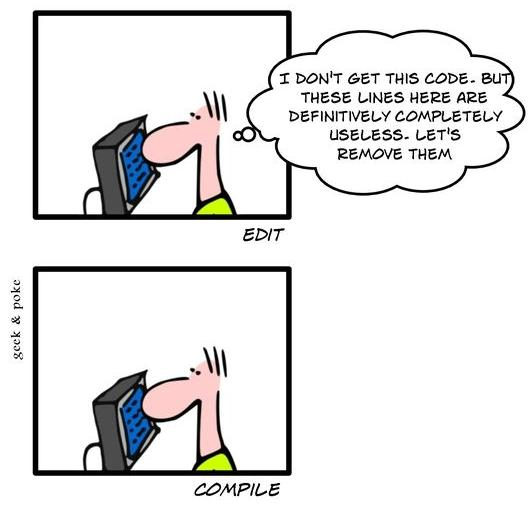 I DON'T GET THIS CODE. BUT
THESE LINES HERE ARE
DEFINITIVELY COMPLETELY
USELESS. LET'S
REMOVE THEM
EDIT
geek & poke
COMPILE